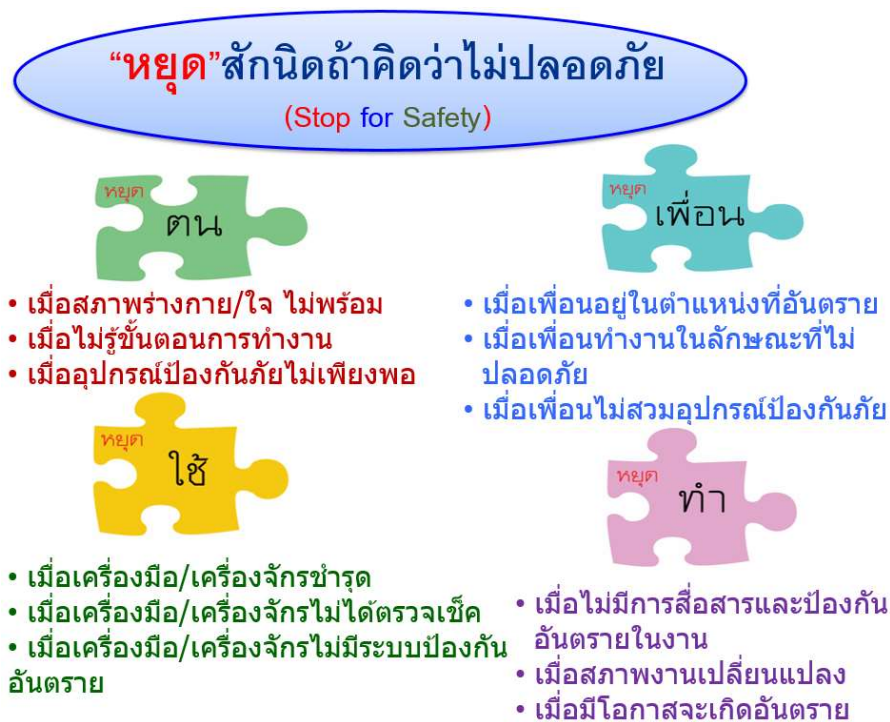 “หยุด”สักนิดถ้าคิดว่าไม่ปลอดภัย
(Stop for Safety)
หยุด
ตน
• เมื่อสภาพร่างกาย/ใจ ไม่พร้อม
• เมื่อไม่รู้ขั้นตอนการทำงาน
• เมื่ออุปกรณ์ป้องกันภัยไม่เพียงพอ
หยุด
เพื่อน
• เมื่อเพื่อนอยู่ในตำแหน่งที่อันตราย
• เมื่อเพื่อนทำงานในลักษณะที่ไม่
ปลอดภัย
• เมื่อเพื่อนไม่สวมอุปกรณ์ป้องกันภัย
หยุด
ใช้
• เมื่อเครื่องมือ/เครื่องจักรชำรุด
• เมื่อเครื่องมือ/เครื่องจักรไม่ได้ตรวจเช็ค
• เมื่อเครื่องมือ/เครื่องจักรไม่มีระบบป้องกัน
อันตราย
หยุด
ทำ
• เมื่อไม่มีการสื่อสารและป้องกัน
อันตรายในงาน
• เมื่อสภาพงานเปลี่ยนแปลง
• เมื่อมีโอกาสจะเกิดอันตราย